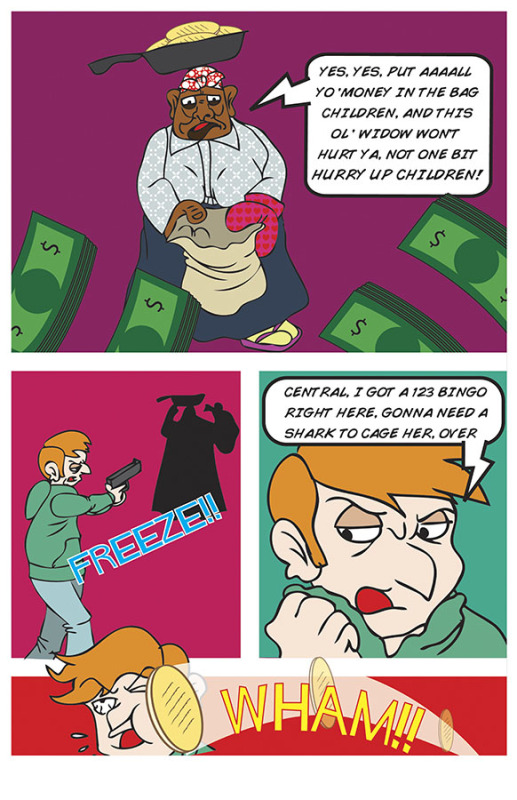 YES, YES, PUT AAAALL
YO 'MONEY IN THE BAG
CHILDREN, AND THIS
OL' WIDOW WONT
HURT YA, NOT ONE BIT
HURRY UP CHILDREN!
$
$
$
$
FREEZE!!
CENTRAL, I GOT A 123 BINGO
RIGHT HERE, GONNA NEED A
SHARK TO CAGE HER, OVER
WHAM!!